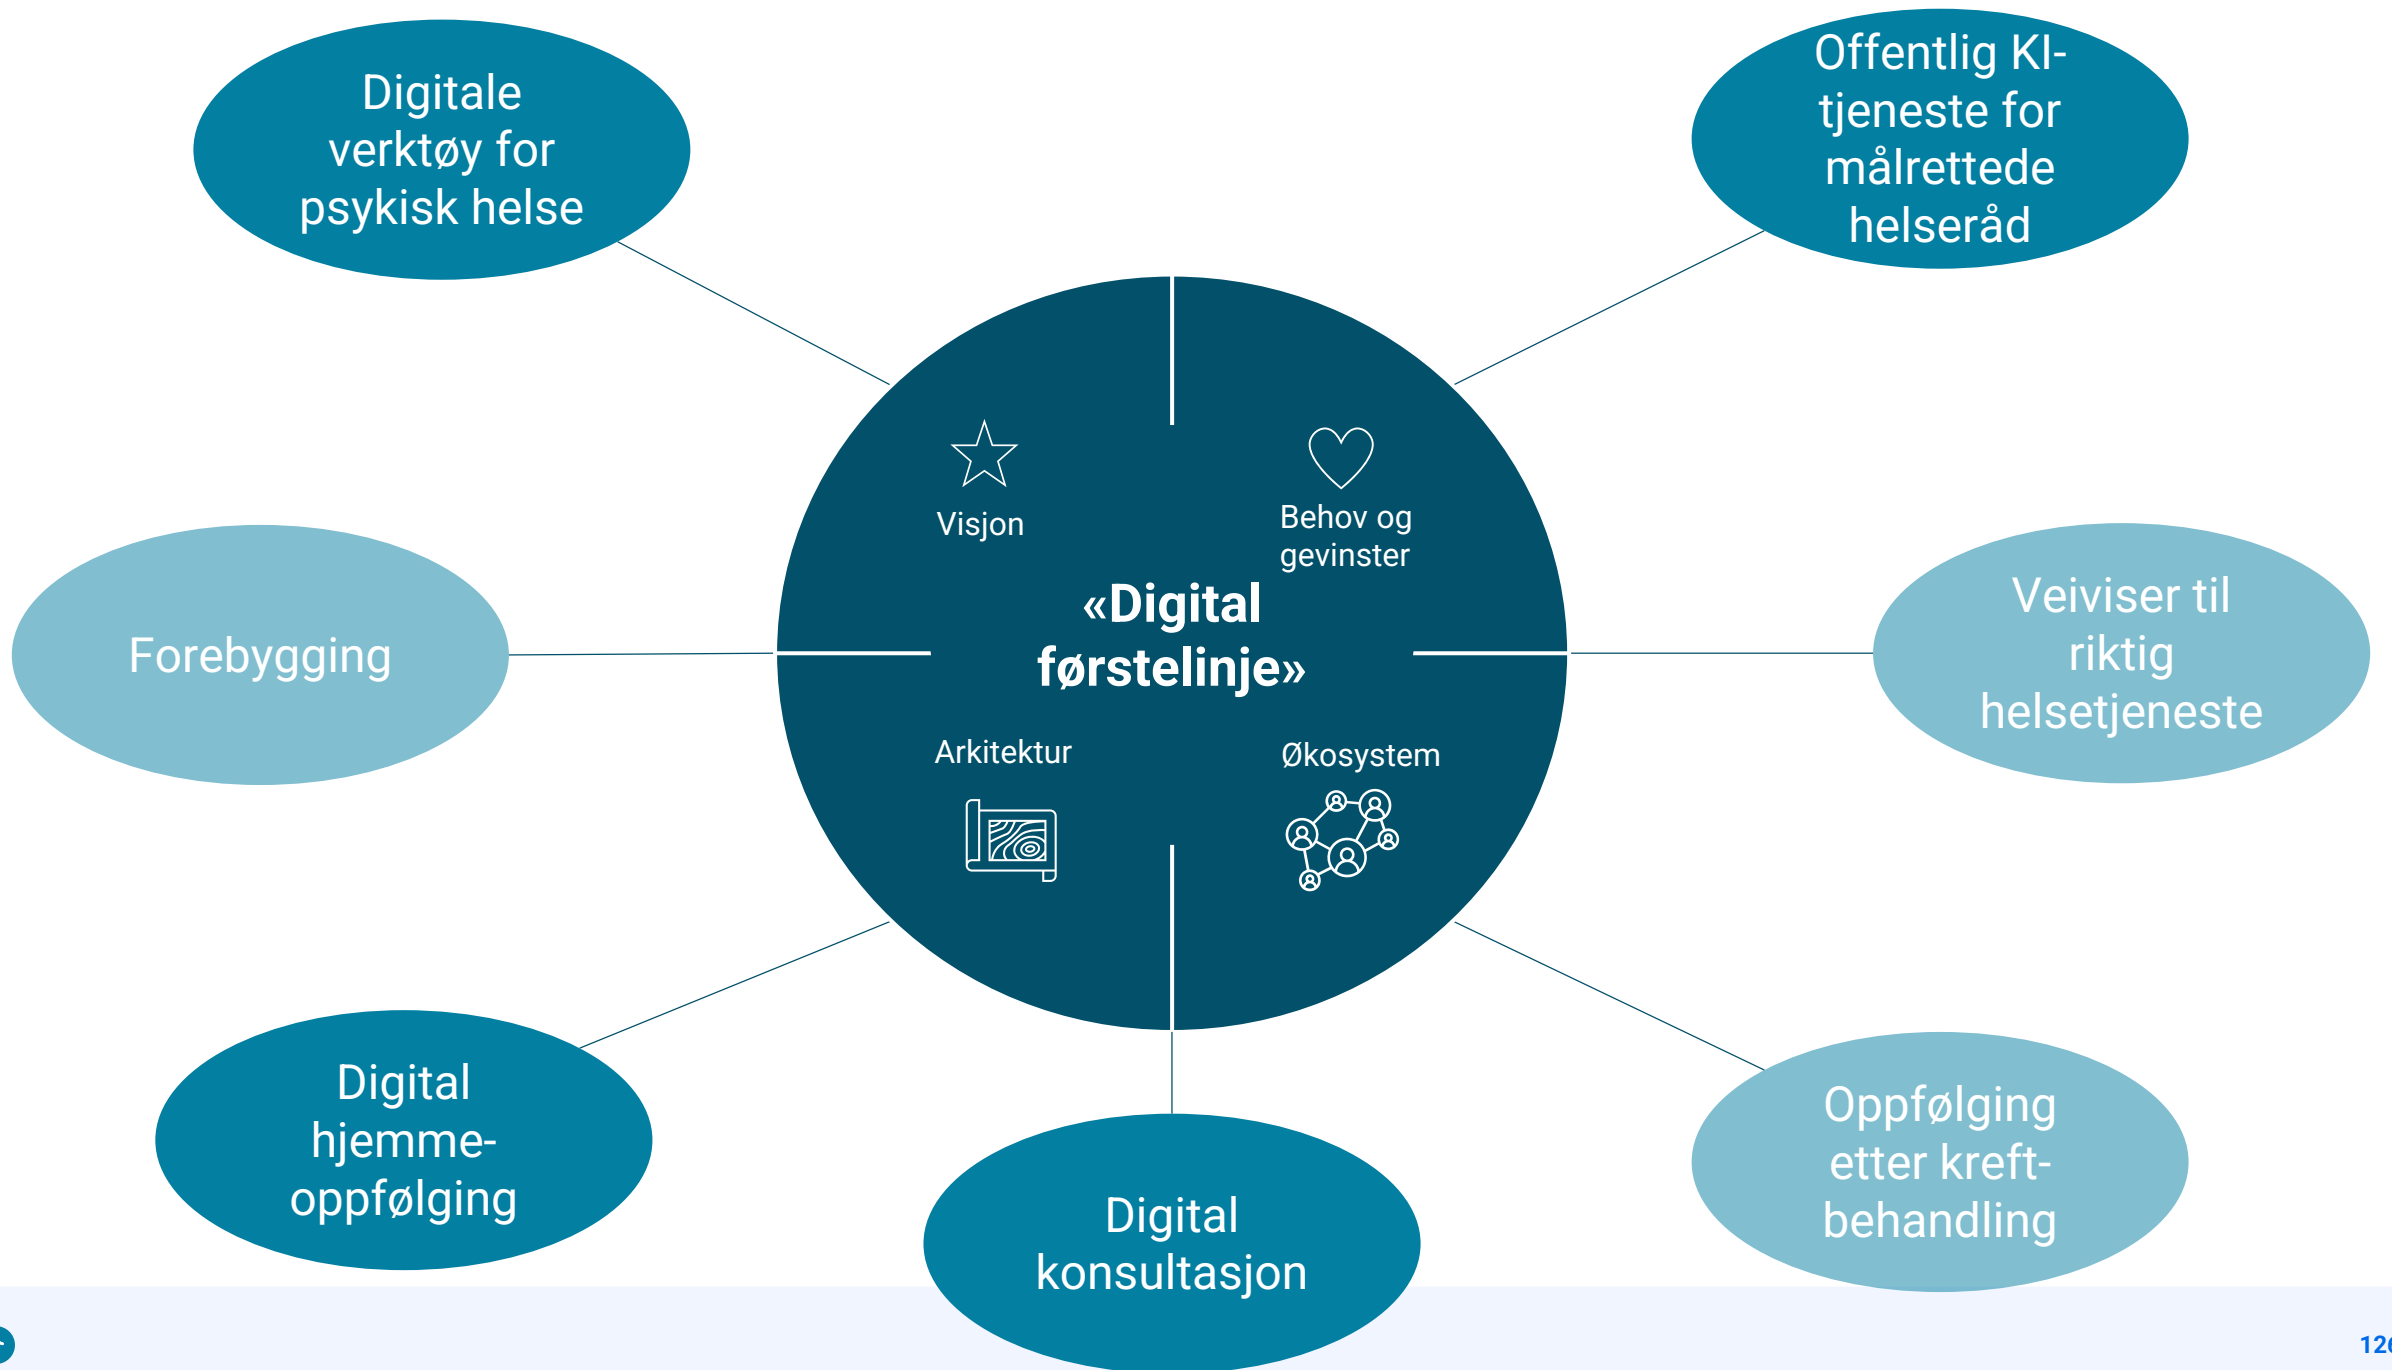 Digitale
verktøy for
psykisk helse
Offentlig KI-
tjeneste for
målrettede
helseråd
Visjon
Behov og
gevinster
«Digital
førstelinje»
Arkitektur
Økosystem
Forebygging
Veiviser til
riktig
helsetjeneste
Digital
hjemme-
oppfølging
Digital
konsultasjon
Oppfølging
etter kreft-
behandling
126